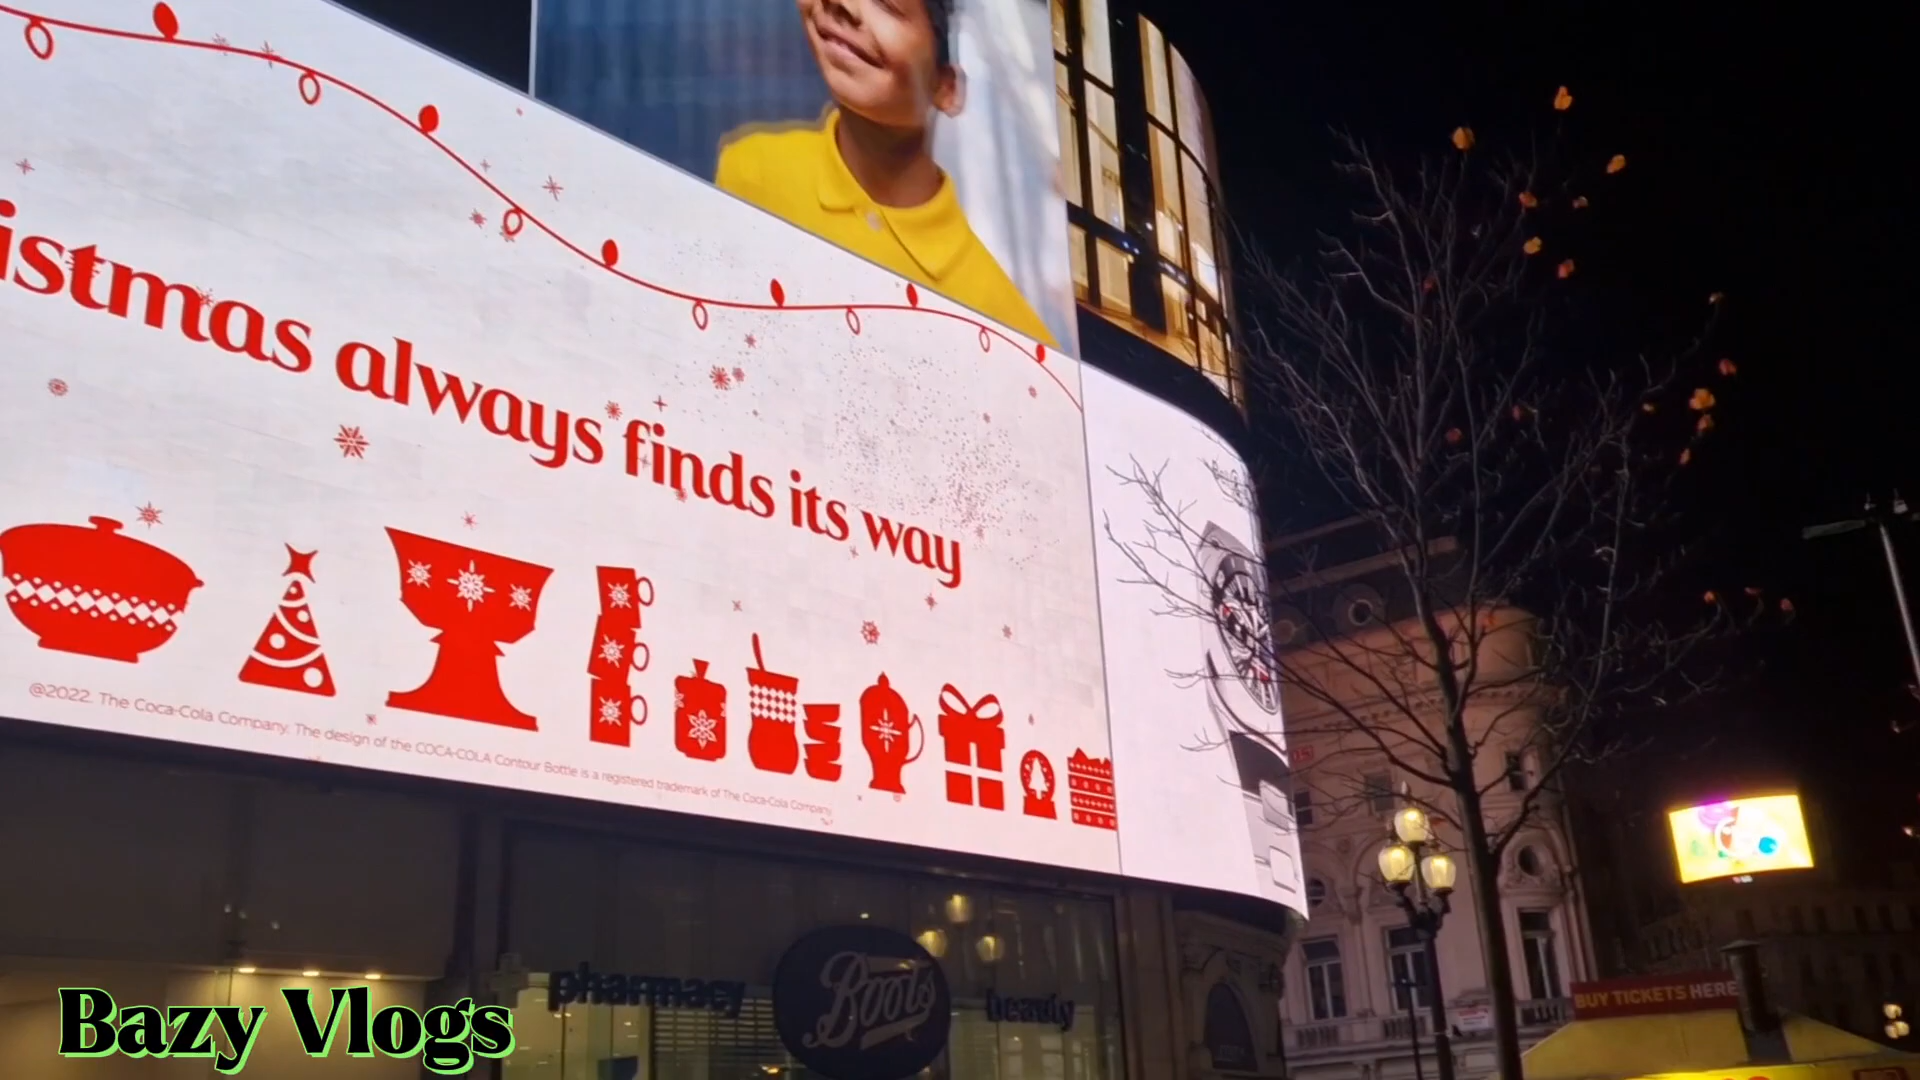 istmas always finds its way
@2022. The Coca-Cola Company. The design of the COCA-COLA Contour Bottle is a registered trademark of The Coca-Cola Company.
pharmacy
Boots
beauty
BUY TICKETS HERE
Bazy Vlogs